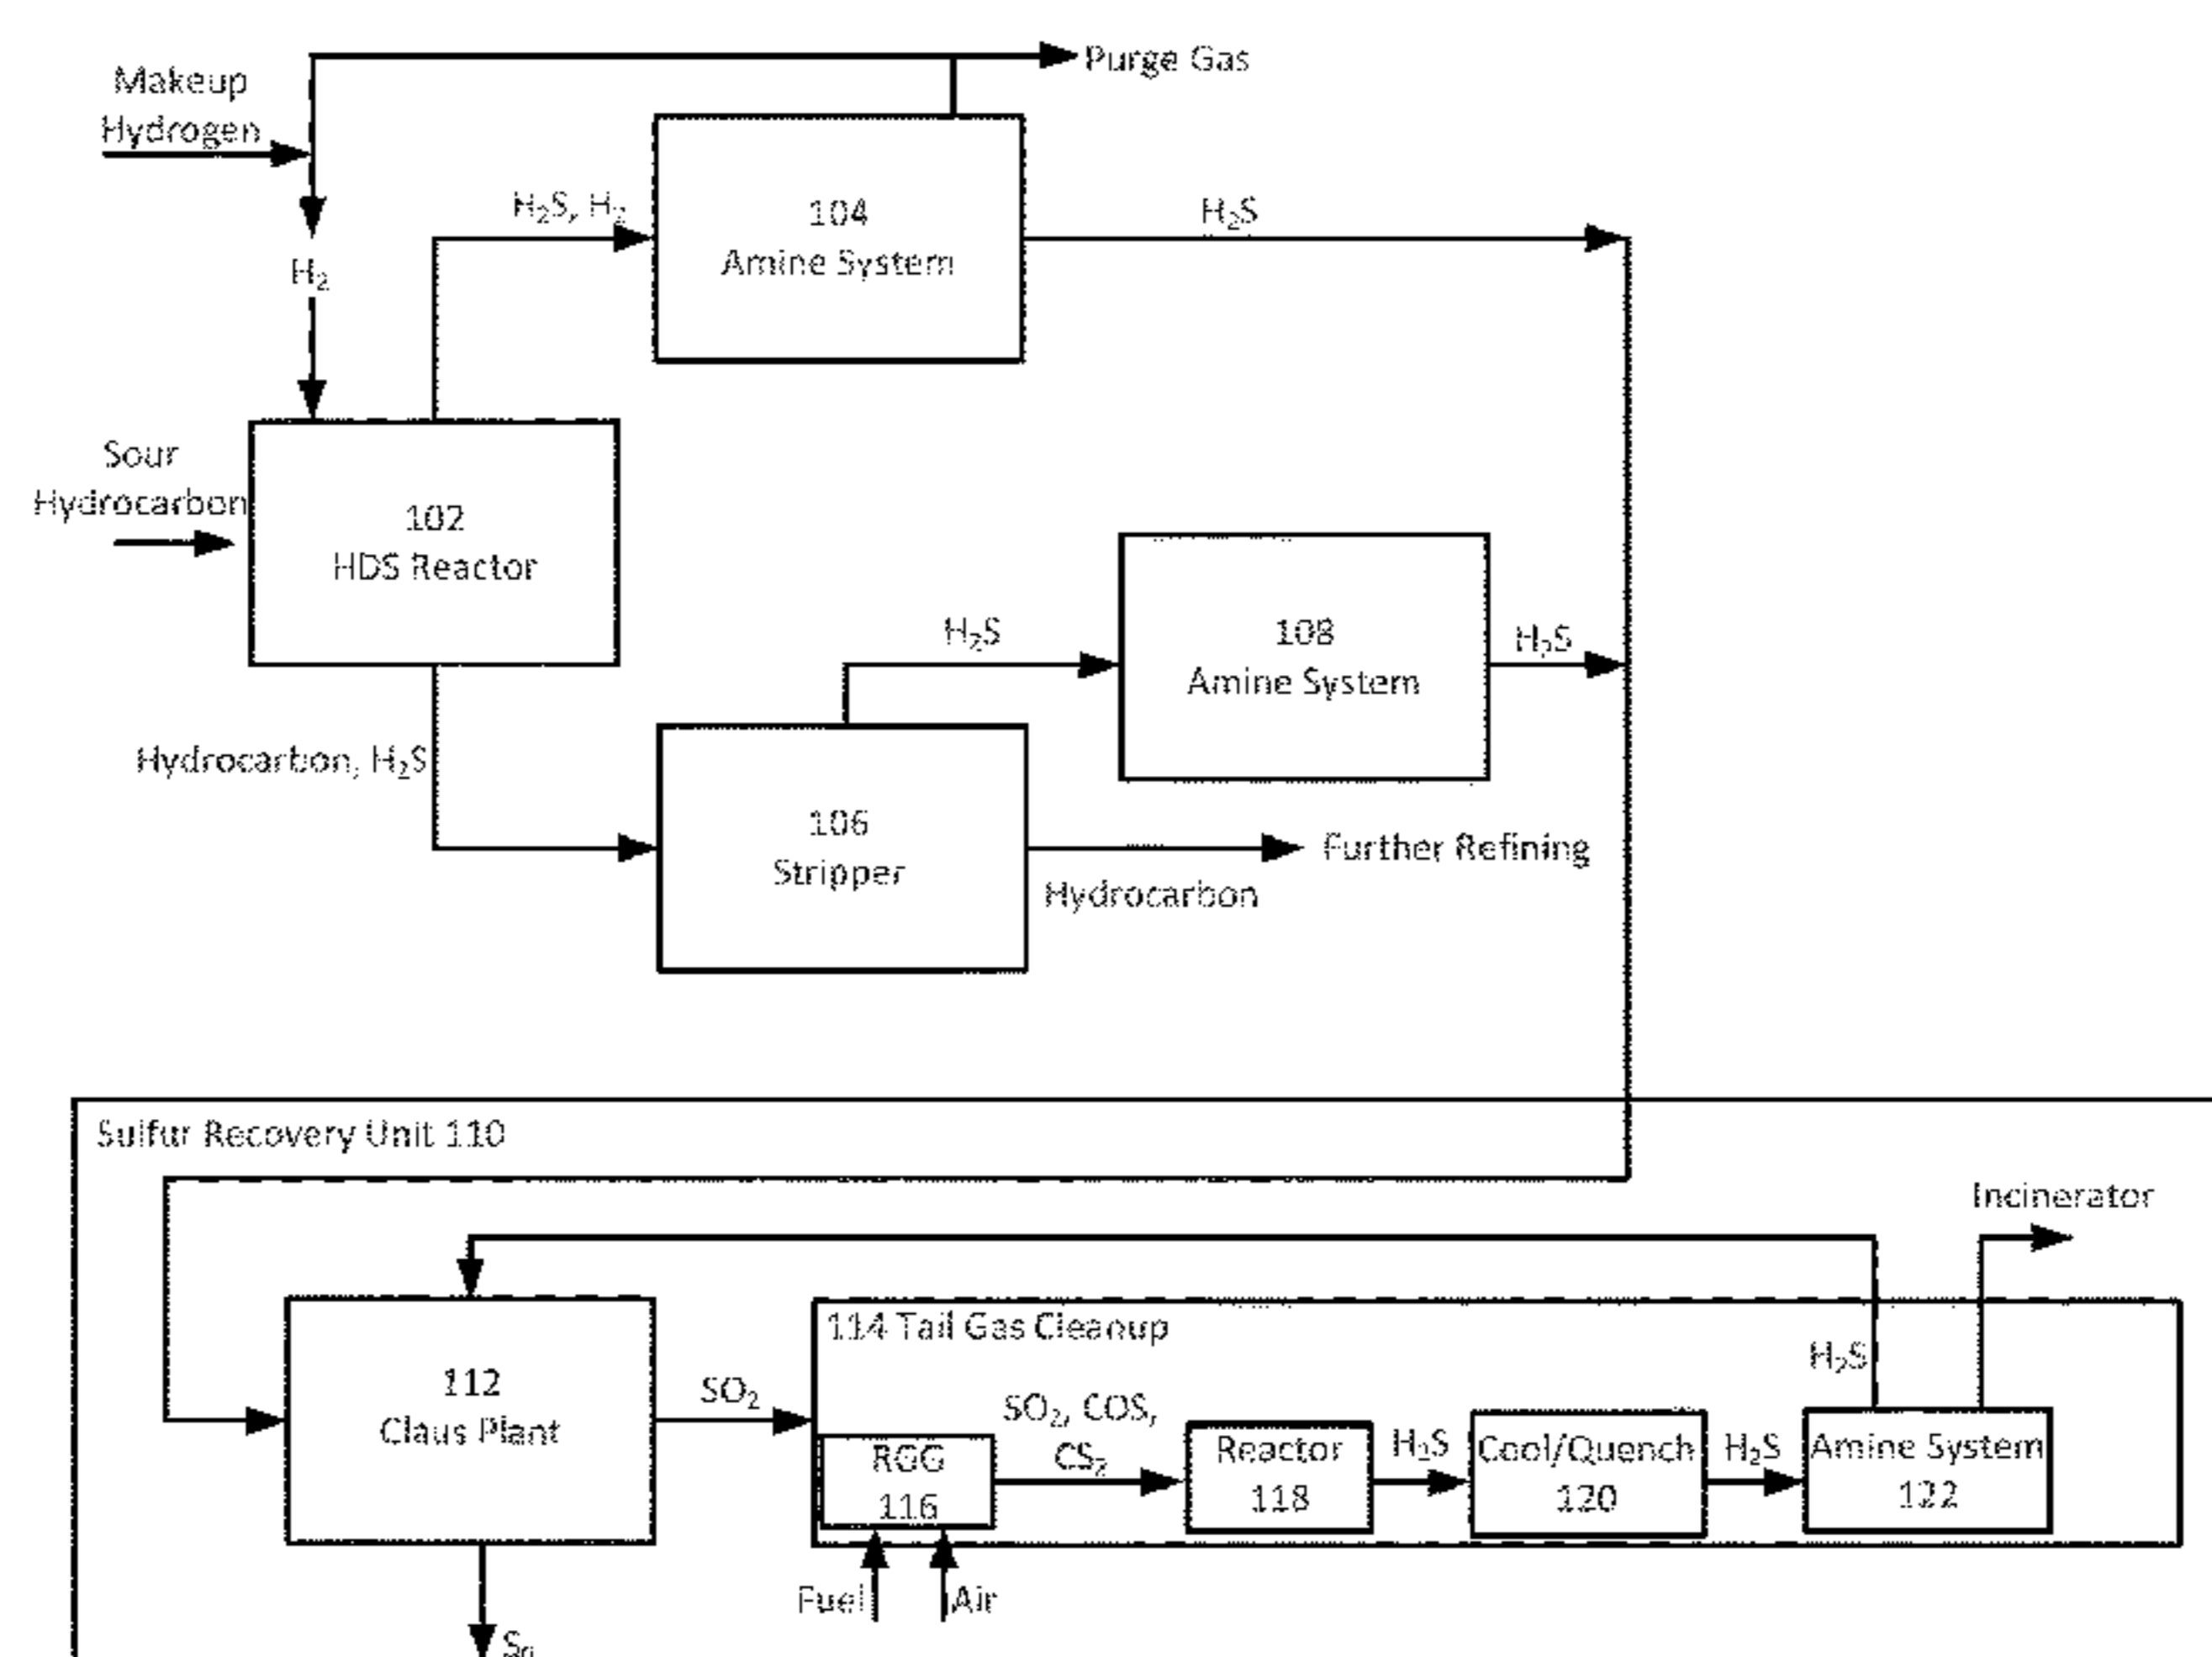 Purge Gas
Makeup
Hydrogen
H₂S, H₂
104
Amine System
H₂S
H₂
Sour
Hydrocarbon
102
HDS Reactor
H₂S
108
Amine System
H₂S
Hydrocarbon, H₂S
106
Stripper
Further Refining
Hydrocarbon
Sulfur Recovery Unit 110
Incinerator
114 Tail Gas Cleanup
H₂S
112
Claus Plant
SO₂
SO₂, COS,
CS₂
RGG
116
Reactor
118
H₂S
Cool/Quench
120
H₂S
Amine System
122
Fuel
Air